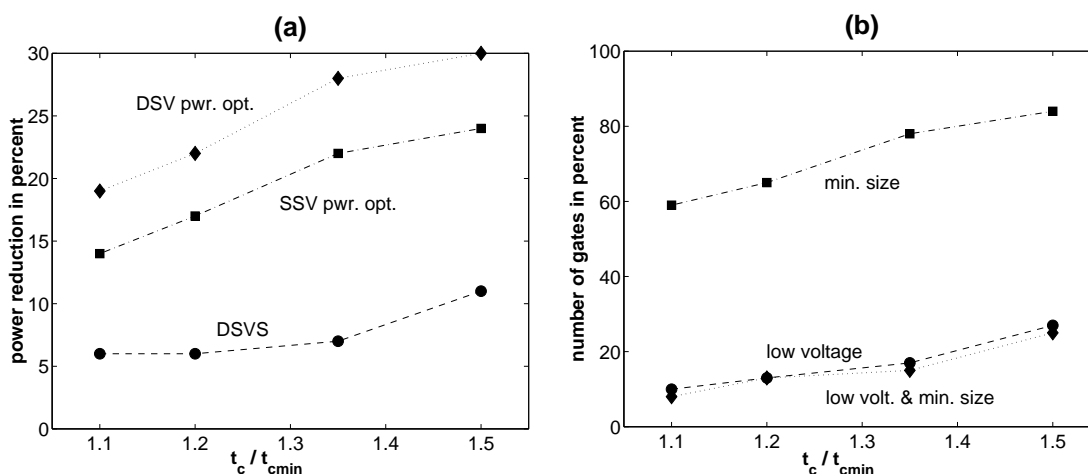 (a)
power reduction in percent
30
25
20
15
10
5
0
DSV pwr. opt.
SSV pwr. opt.
DSVS
1.1 1.2 1.3 1.4 1.5
t_c / t_cmin
(b)
number of gates in percent
100
80
60
40
20
0
min. size
low voltage
low volt. & min. size
1.1 1.2 1.3 1.4 1.5
t_c / t_cmin